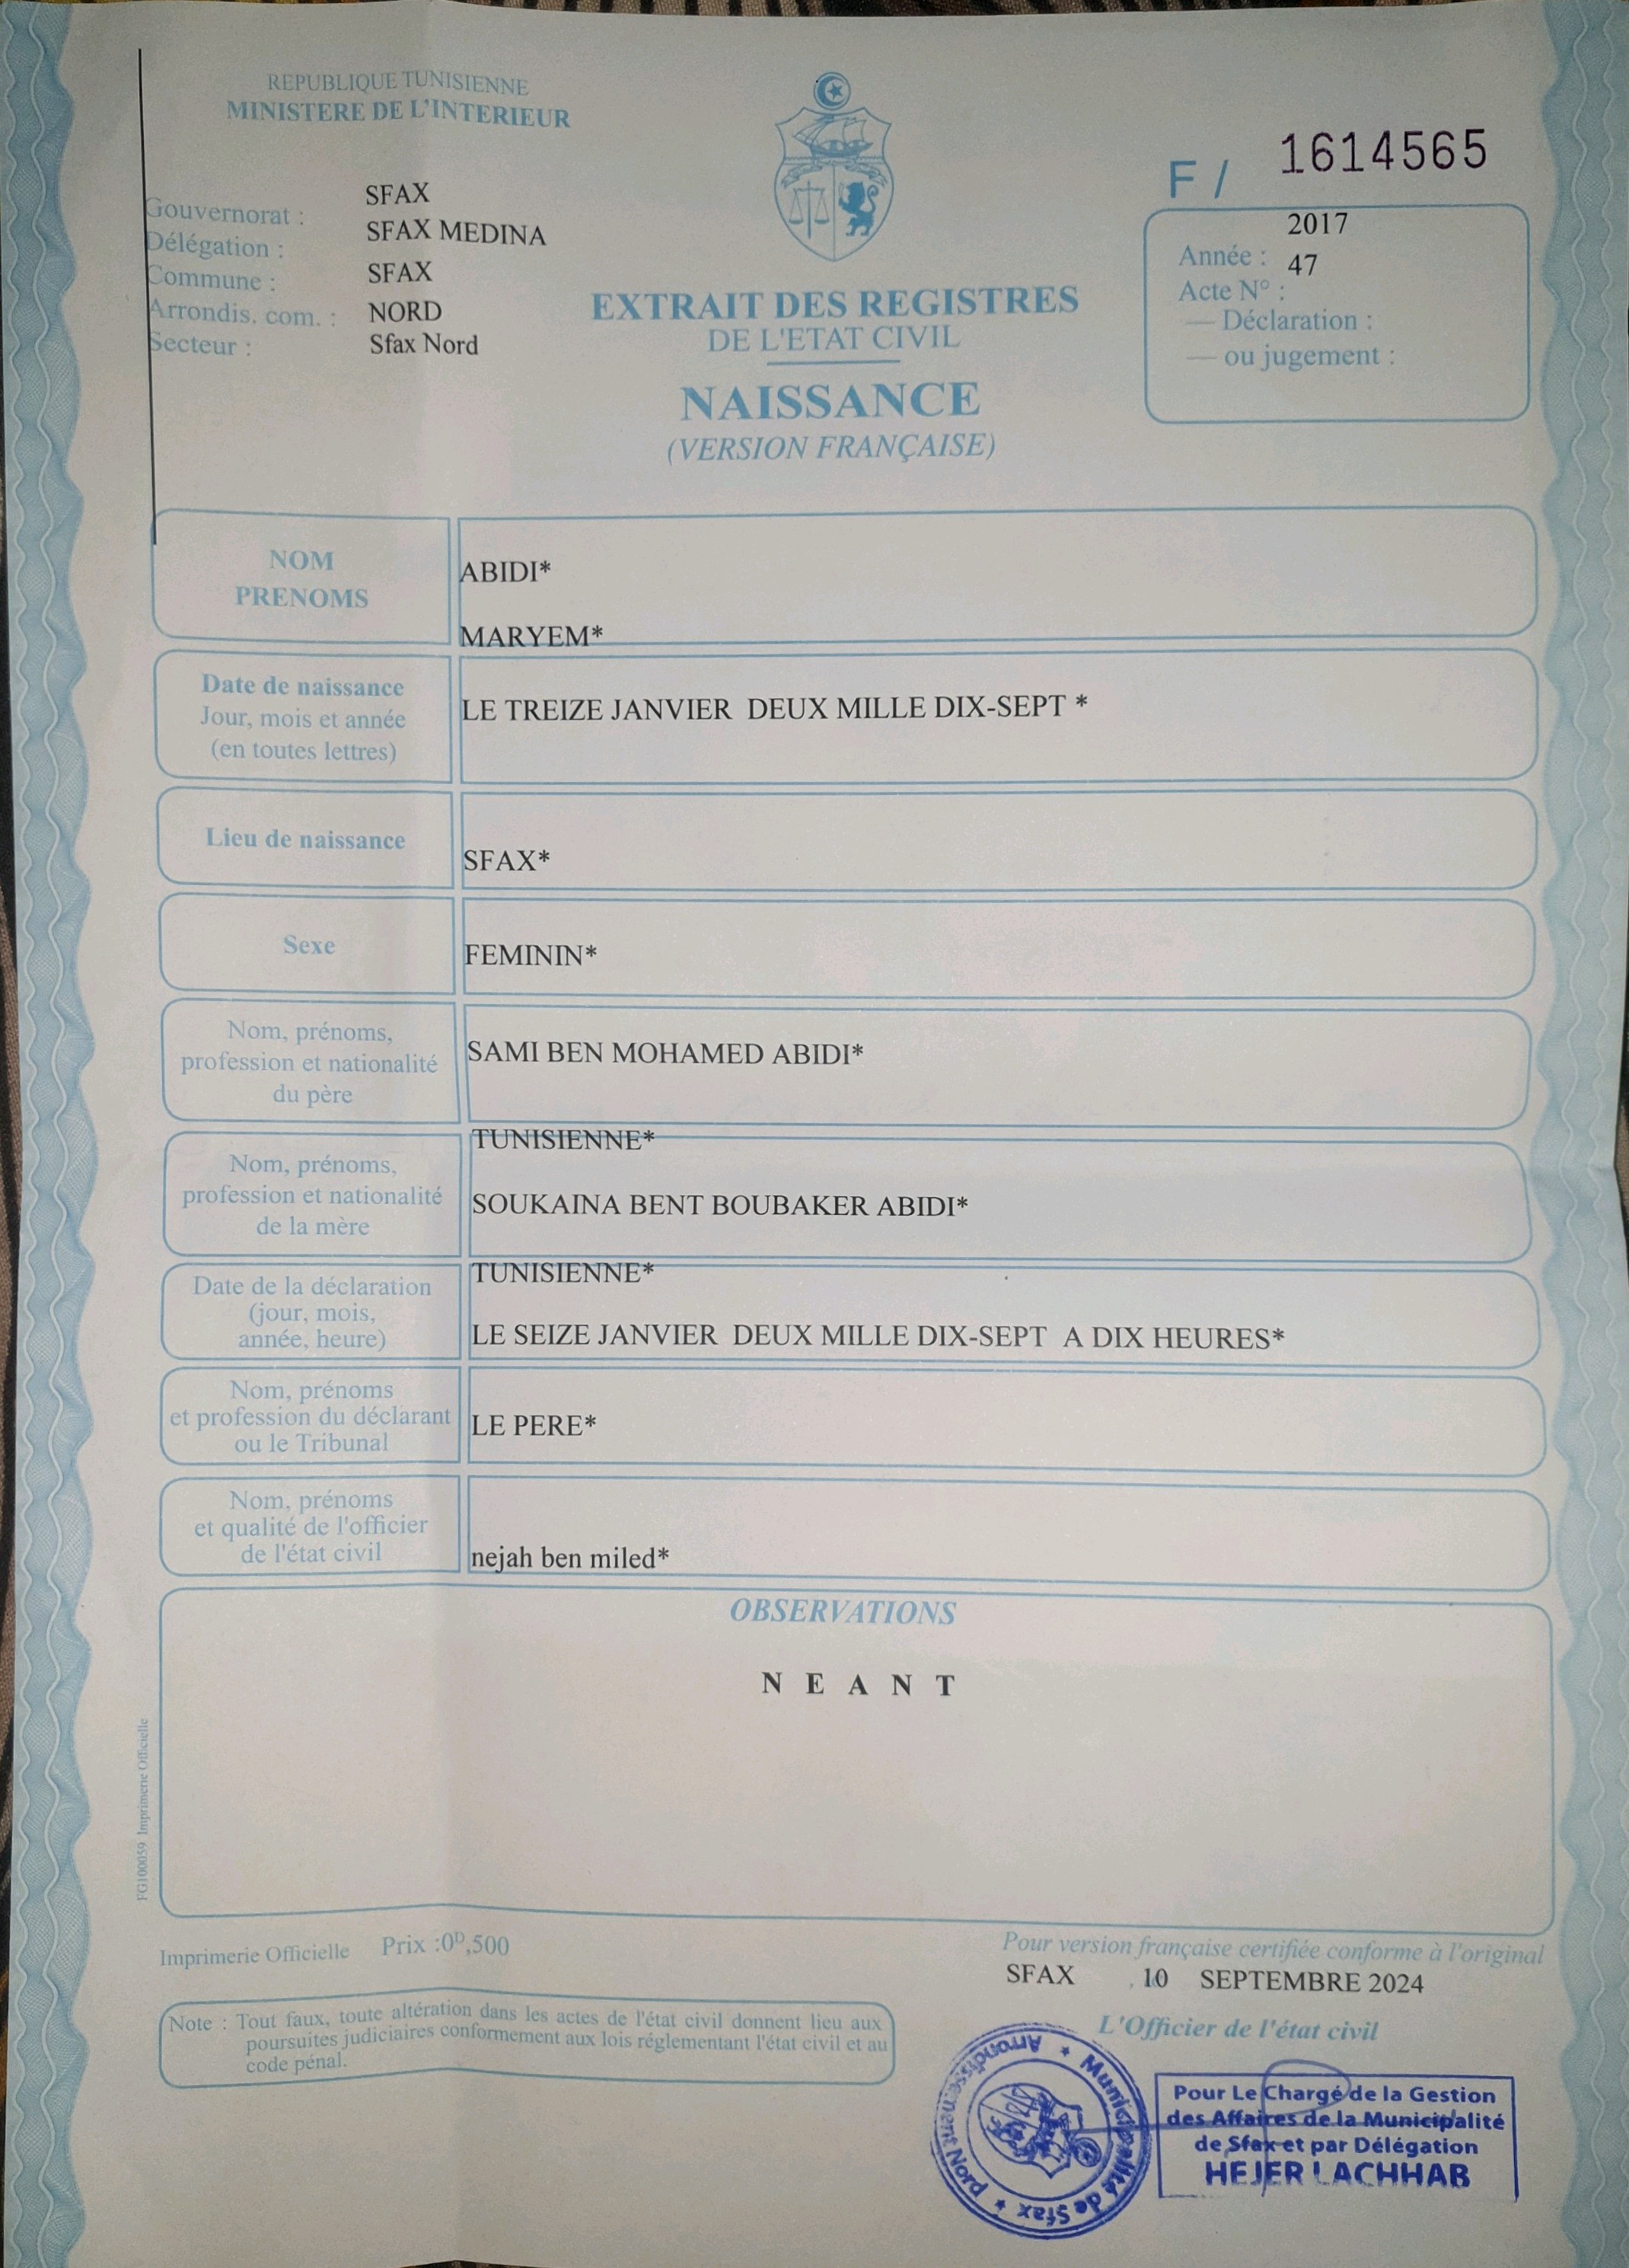 REPUBLIQUE TUNISIENNE
MINISTERE DE L'INTERIEUR
F / 1614565
Gouvernorat : SFAX
Délégation : SFAX MEDINA
Commune : SFAX
Arrondis. com. : NORD
Secteur : Sfax Nord
EXTRAIT DES REGISTRES
DE L'ETAT CIVIL
NAISSANCE
(VERSION FRANÇAISE)
2017
Année : 47
Acte N° :
— Déclaration :
— ou jugement :
NOM
PRENOMS
ABIDI*
MARYEM*
Date de naissance
Jour, mois et année
(en toutes lettres)
LE TREIZE JANVIER DEUX MILLE DIX-SEPT *
Lieu de naissance
SFAX*
Sexe
FEMININ*
Nom, prénoms,
profession et nationalité
du père
SAMI BEN MOHAMED ABIDI*
TUNISIENNE*
Nom, prénoms,
profession et nationalité
de la mère
SOUKAINA BENT BOUBAKER ABIDI*
TUNISIENNE*
Date de la déclaration
(jour, mois,
année, heure)
LE SEIZE JANVIER DEUX MILLE DIX-SEPT A DIX HEURES*
Nom, prénoms
et profession du déclarant
ou le Tribunal
LE PERE*
Nom, prénoms
et qualité de l'officier
de l'état civil
nejah ben miled*
OBSERVATIONS
N E A N T
FG100059 Imprimerie Officielle
Imprimerie Officielle Prix :0ᴰ,500
Pour version française certifiée conforme à l'original
SFAX 10 SEPTEMBRE 2024
L'Officier de l'état civil
Note : Tout faux, toute altération dans les actes de l'état civil donnent lieu aux
poursuites judiciaires conformement aux lois réglementant l'état civil et au
code pénal.
Municipalité de Sfax * Arrondissement Nord *
Pour Le Chargé de la Gestion
des Affaires de la Municipalité
de Sfax et par Délégation
HEJER LACHHAB